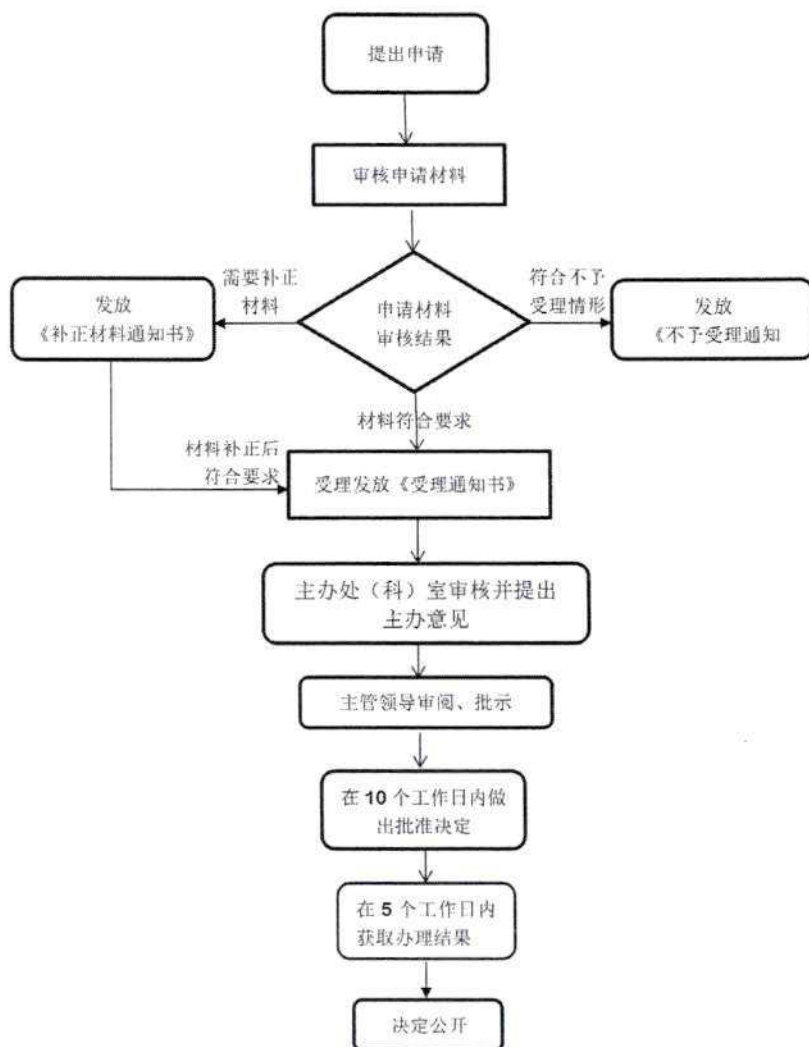 提出申请
审核申请材料
需要补正
材料
符合不予
受理情形
发放
《补正材料通知书》
申请材料
审核结果
发放
《不予受理通知
材料符合要求
材料补正后
符合要求
受理发放《受理通知书》
主办处（科）室审核并提出
主办意见
主管领导审阅、批示
在 10 个工作日内做
出批准决定
在 5 个工作日内
获取办理结果
决定公开